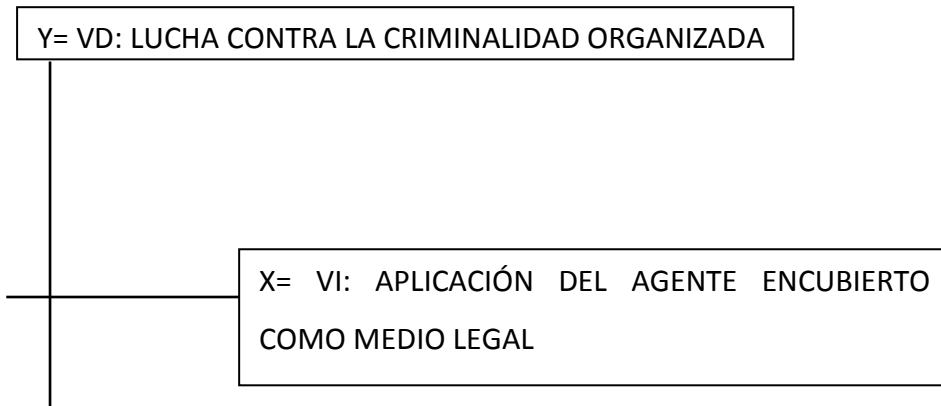 Y= VD: LUCHA CONTRA LA CRIMINALIDAD ORGANIZADA
X= VI: APLICACIÓN DEL AGENTE ENCUBIERTO
COMO MEDIO LEGAL